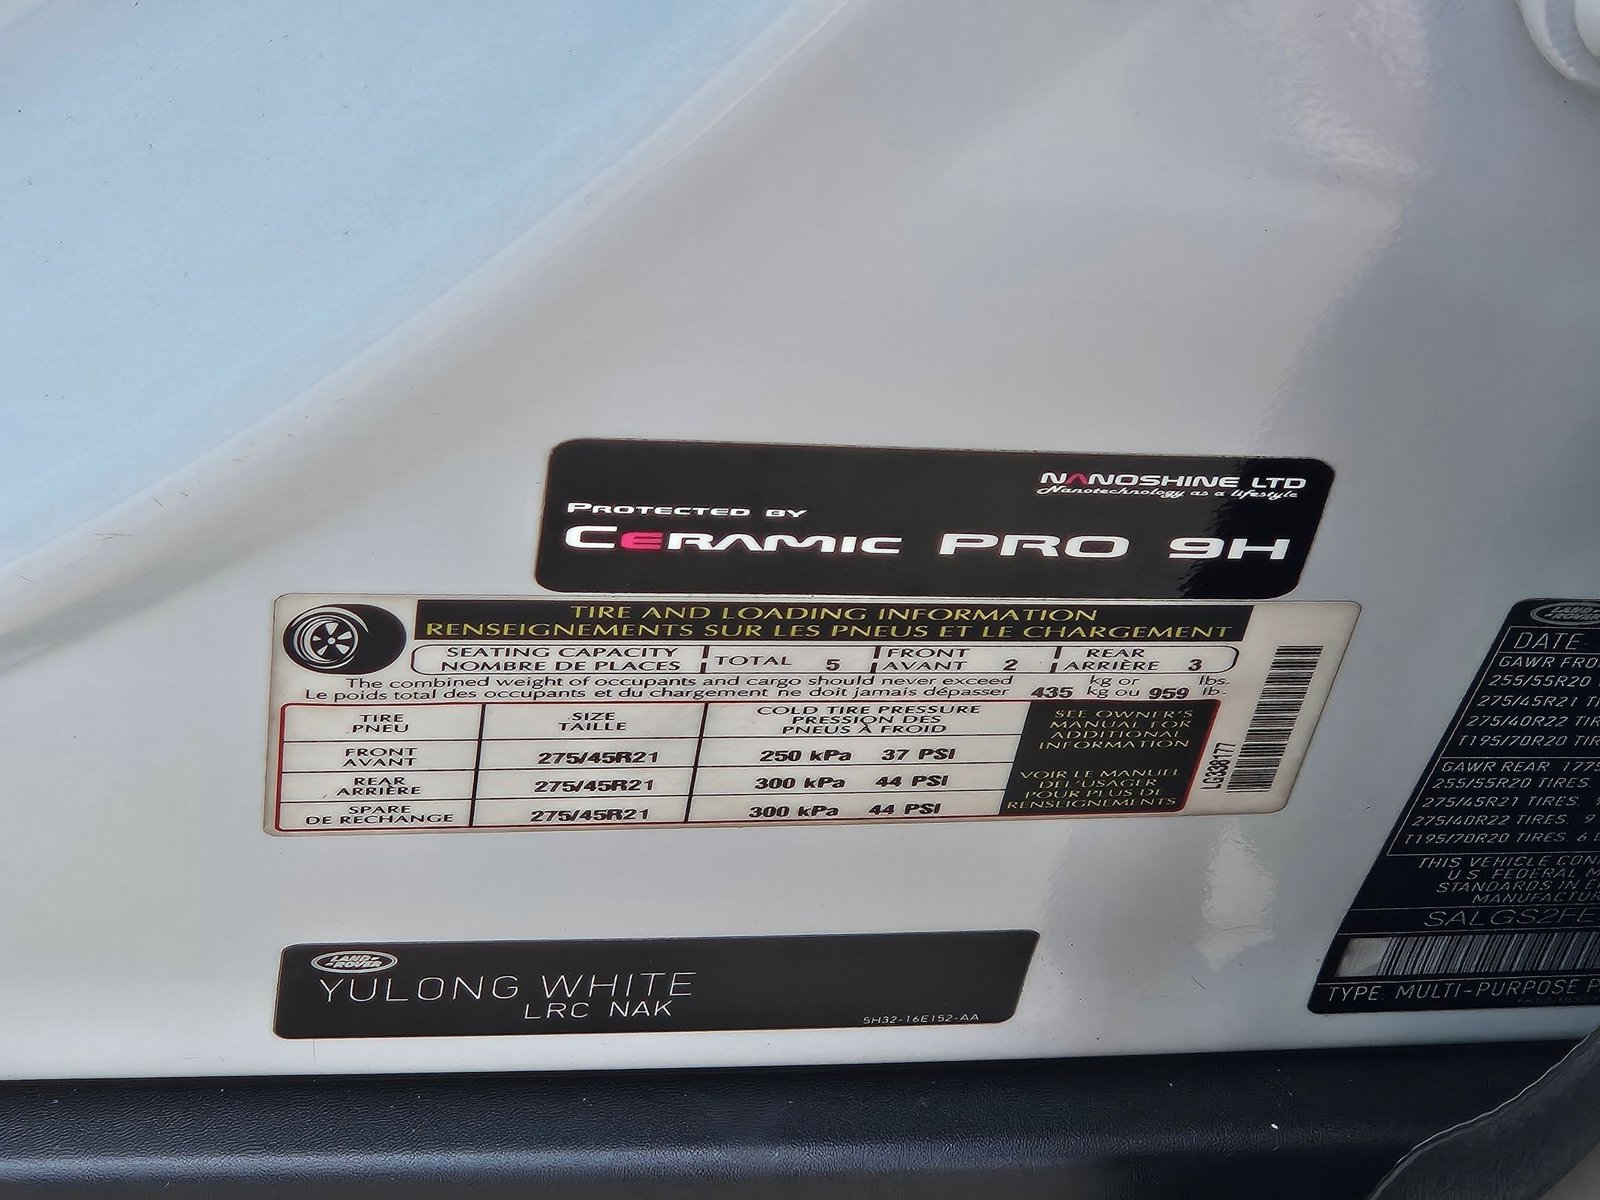 NANOSHINE LTD
Nanotechnology as a lifestyle
PROTECTED BY
CERAMIC PRO 9H
TIRE AND LOADING INFORMATION
RENSEIGNEMENTS SUR LES PNEUS ET LE CHARGEMENT
SEATING CAPACITY
NOMBRE DE PLACES
TOTAL 5
FRONT
AVANT 2
REAR
ARRIÈRE 3
The combined weight of occupants and cargo should never exceed kg or lbs.
Le poids total des occupants et du chargement ne doit jamais dépasser 435 kg ou 959 lb.
TIRE
PNEU
SIZE
TAILLE
COLD TIRE PRESSURE
PRESSION DES
PNEUS À FROID
FRONT
AVANT
275/45R21
250 kPa 37 PSI
REAR
ARRIÈRE
275/45R21
300 kPa 44 PSI
SPARE
DE RECHANGE
275/45R21
300 kPa 44 PSI
SEE OWNER'S
MANUAL FOR
ADDITIONAL
INFORMATION
VOIR LE MANUEL
DE L'USAGER
POUR PLUS DE
RENSEIGNEMENTS
LTG338177
LAND-
-ROVER
YULONG WHITE
LRC NAK
5H32-16E152-AA
LAND-
-ROVER
DATE:
GAWR FRO
255/55R20
275/45R21 TI
275/40R22 TIR
T195/70R20 TIR
GAWR REAR 177
255/55R20 TIRES
275/45R21 TIRES
275/40R22 TIRES. 9
T195/70R20 TIRES. 6
THIS VEHICLE CON
U.S. FEDERAL M
STANDARDS IN E
MANUFACTUR
SALGS2FE
TYPE: MULTI-PURPOSE P